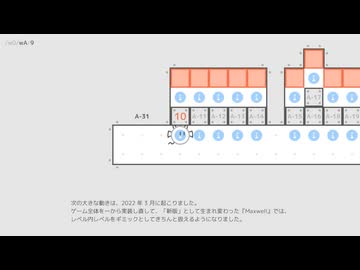 /w0/wA/9
A-17
10
A-11
A-12
A-13
A-14
A-15
A-16
A-18
A-19
A-31
次の大きな動きは、2022 年 3 月に起こりました。
ゲーム全体を一から実装し直して、「新版」として生まれ変わった『Maxwell』では、
レベル内レベルをギミックとしてきちんと扱えるようになりました。